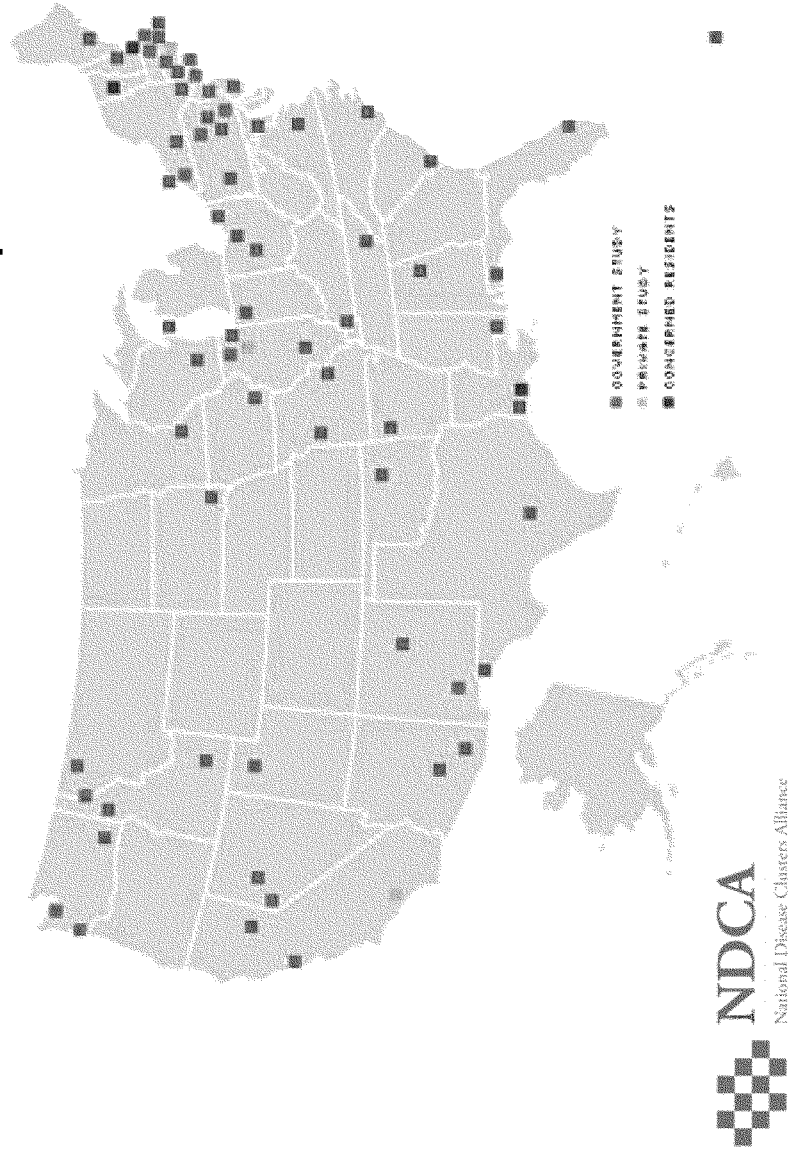 GOVERNMENT STUDY
PRIVATE STUDY
CONCERNED RESIDENTS
NDCA
National Disease Clusters Alliance